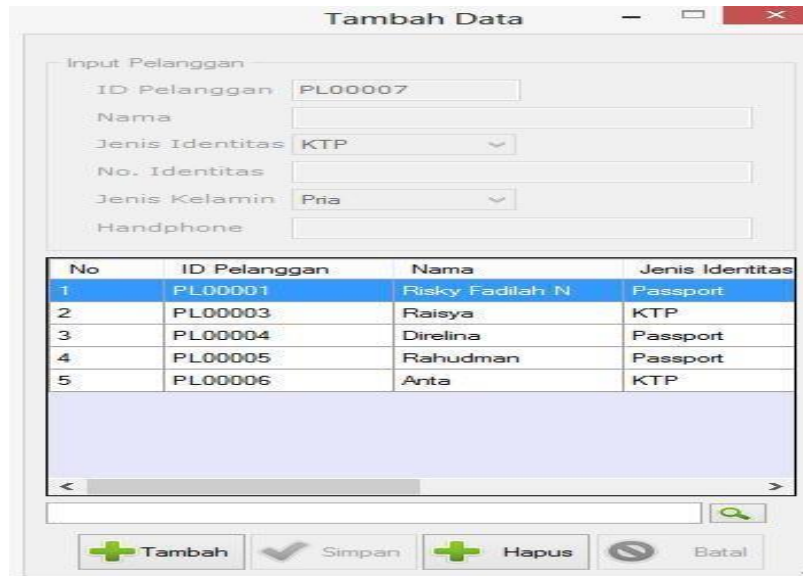 Tambah Data
Input Pelanggan
ID Pelanggan PL00007
Nama
Jenis Identitas KTP
No. Identitas
Jenis Kelamin Pria
Handphone
No ID Pelanggan Nama Jenis Identitas
1 PL00001 Risky Fadilah N Passport
2 PL00003 Raisya KTP
3 PL00004 Direlina Passport
4 PL00005 Rahudman Passport
5 PL00006 Anta KTP
Tambah Simpan Hapus Batal